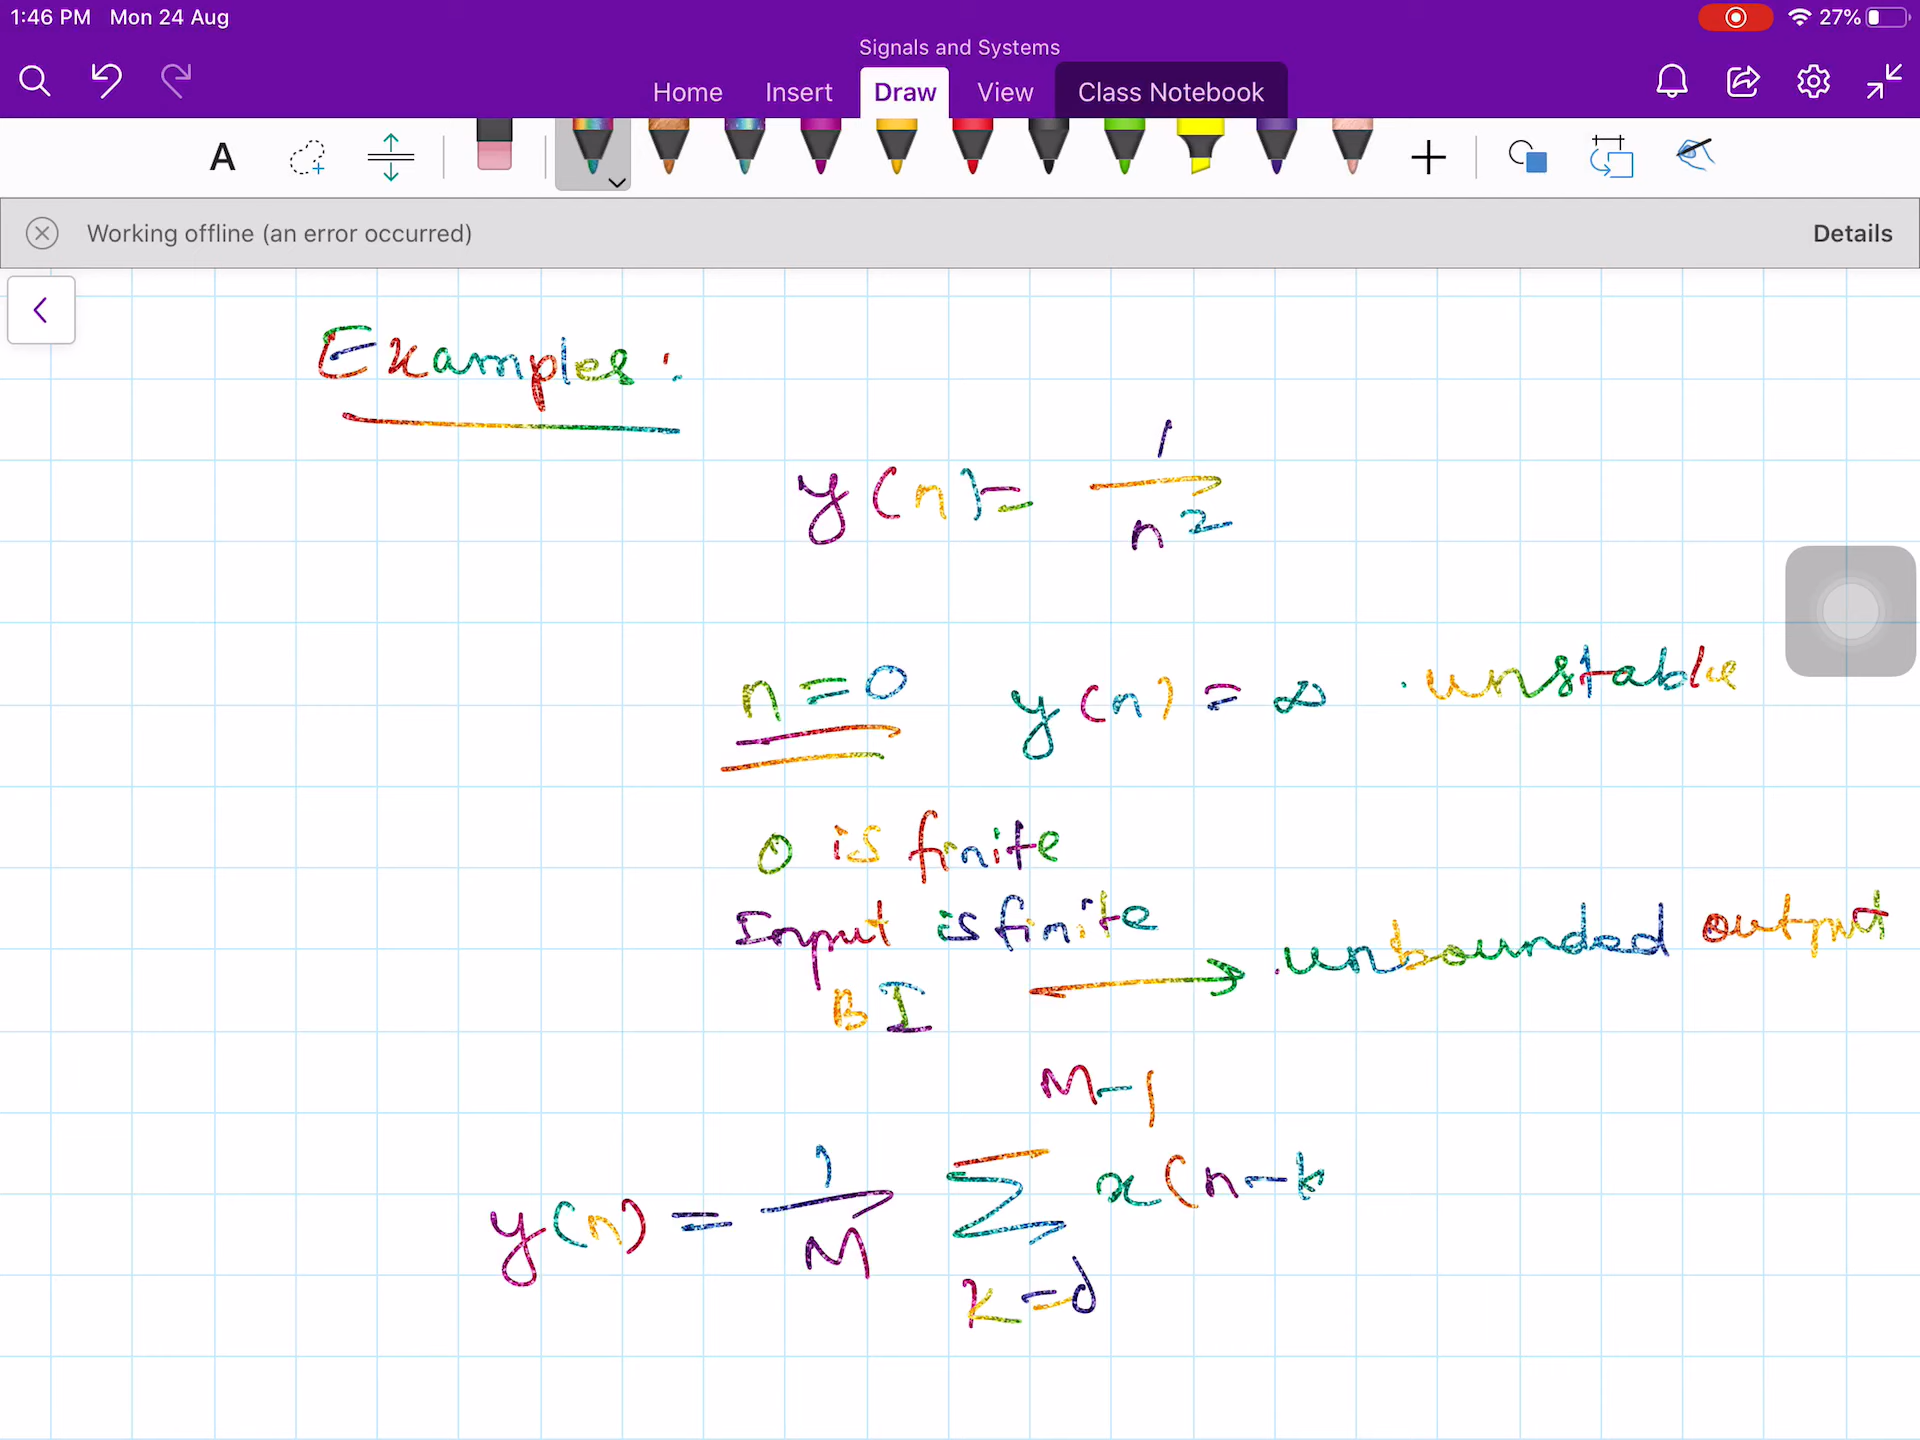 1:46 PM Mon 24 Aug 27%
Signals and Systems
Home Insert Draw View Class Notebook
A
Working offline (an error occurred) Details
Examples:
y(n) = 1/n²
n = 0 y(n) = ∞ unstable
0 is finite
Input is finite
BI → unbounded output
M-1
y(n) = 1/M Σ x(n-k
k=0